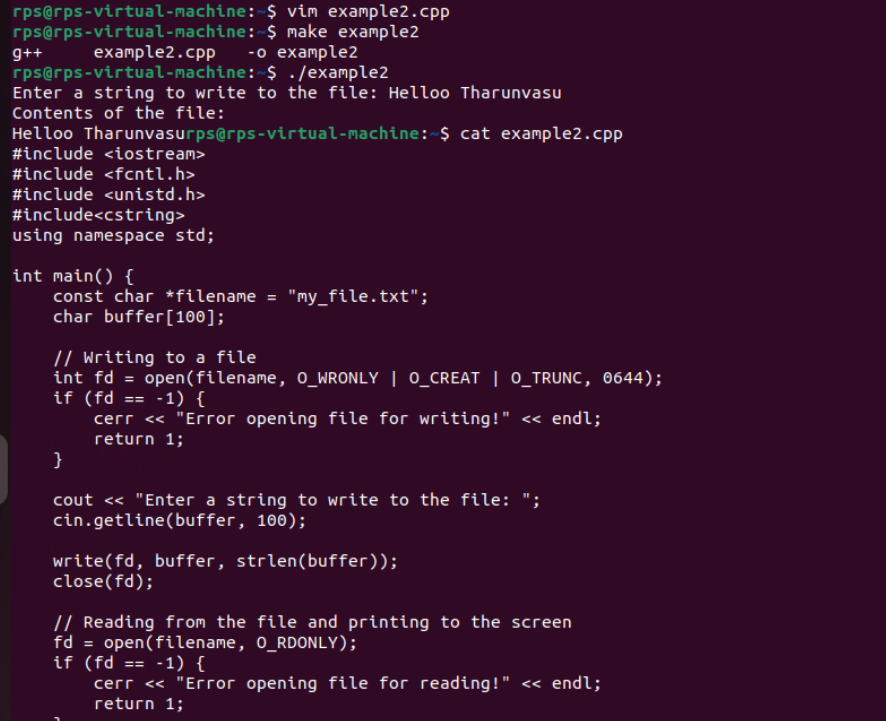 rps@rps-virtual-machine:~$ vim example2.cpp
rps@rps-virtual-machine:~$ make example2
g++     example2.cpp   -o example2
rps@rps-virtual-machine:~$ ./example2
Enter a string to write to the file: Helloo Tharunvasu
Contents of the file:
Helloo Tharunvasurps@rps-virtual-machine:~$ cat example2.cpp
#include <iostream>
#include <fcntl.h>
#include <unistd.h>
#include<cstring>
using namespace std;

int main() {
    const char *filename = "my_file.txt";
    char buffer[100];

    // Writing to a file
    int fd = open(filename, O_WRONLY | O_CREAT | O_TRUNC, 0644);
    if (fd == -1) {
        cerr << "Error opening file for writing!" << endl;
        return 1;
    }

    cout << "Enter a string to write to the file: ";
    cin.getline(buffer, 100);

    write(fd, buffer, strlen(buffer));
    close(fd);

    // Reading from the file and printing to the screen
    fd = open(filename, O_RDONLY);
    if (fd == -1) {
        cerr << "Error opening file for reading!" << endl;
        return 1;
    }